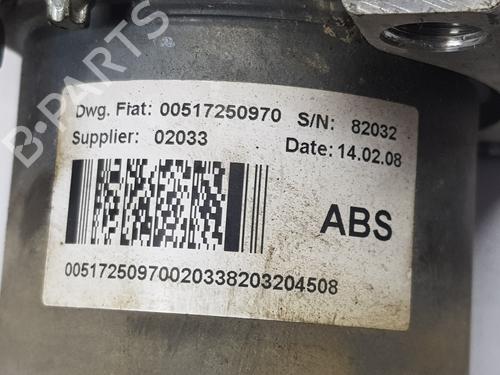 B-PARTS
Dwg. Fiat: 00517250970 S/N: 82032
Supplier: 02033 Date: 14.02.08
ABS
00517250970020338203204508